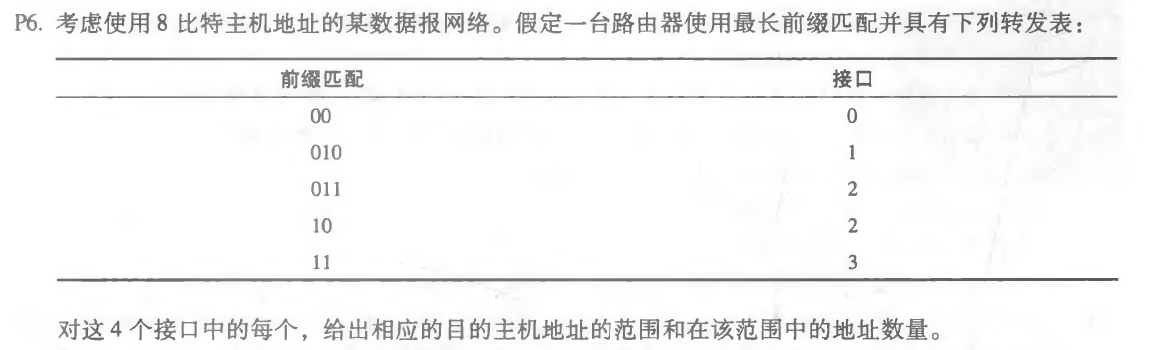 P6. 考虑使用8比特主机地址的某数据报网络。假定一台路由器使用最长前缀匹配并具有下列转发表：
前缀匹配 接口
00 0
010 1
011 2
10 2
11 3
对这4个接口中的每个，给出相应的目的主机地址的范围和在该范围中的地址数量。